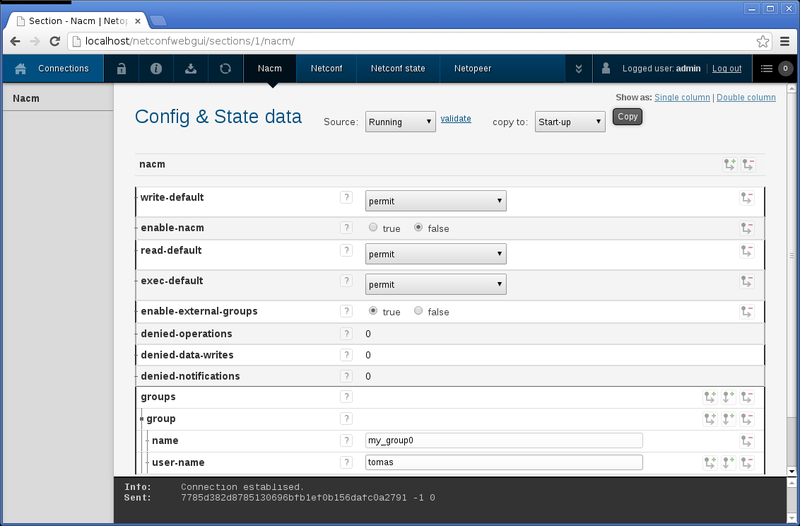 Section - Nacm | Netop
localhost/netconfwebgui/sections/1/nacm/
Connections Nacm Netconf Netconf state Netopeer Logged user: admin | Log out 0
Nacm
Show as: Single column | Double column
Config & State data Source: Running validate copy to: Start-up Copy
nacm
write-default ? permit
enable-nacm ? true false
read-default ? permit
exec-default ? permit
enable-external-groups ? true false
denied-operations ? 0
denied-data-writes ? 0
denied-notifications ? 0
groups ?
group ?
name ? my_group0
user-name ? tomas
Info: Connection establised.
Sent: 7785d382d8785130696bfb1ef0b156dafc0a2791 -1 0